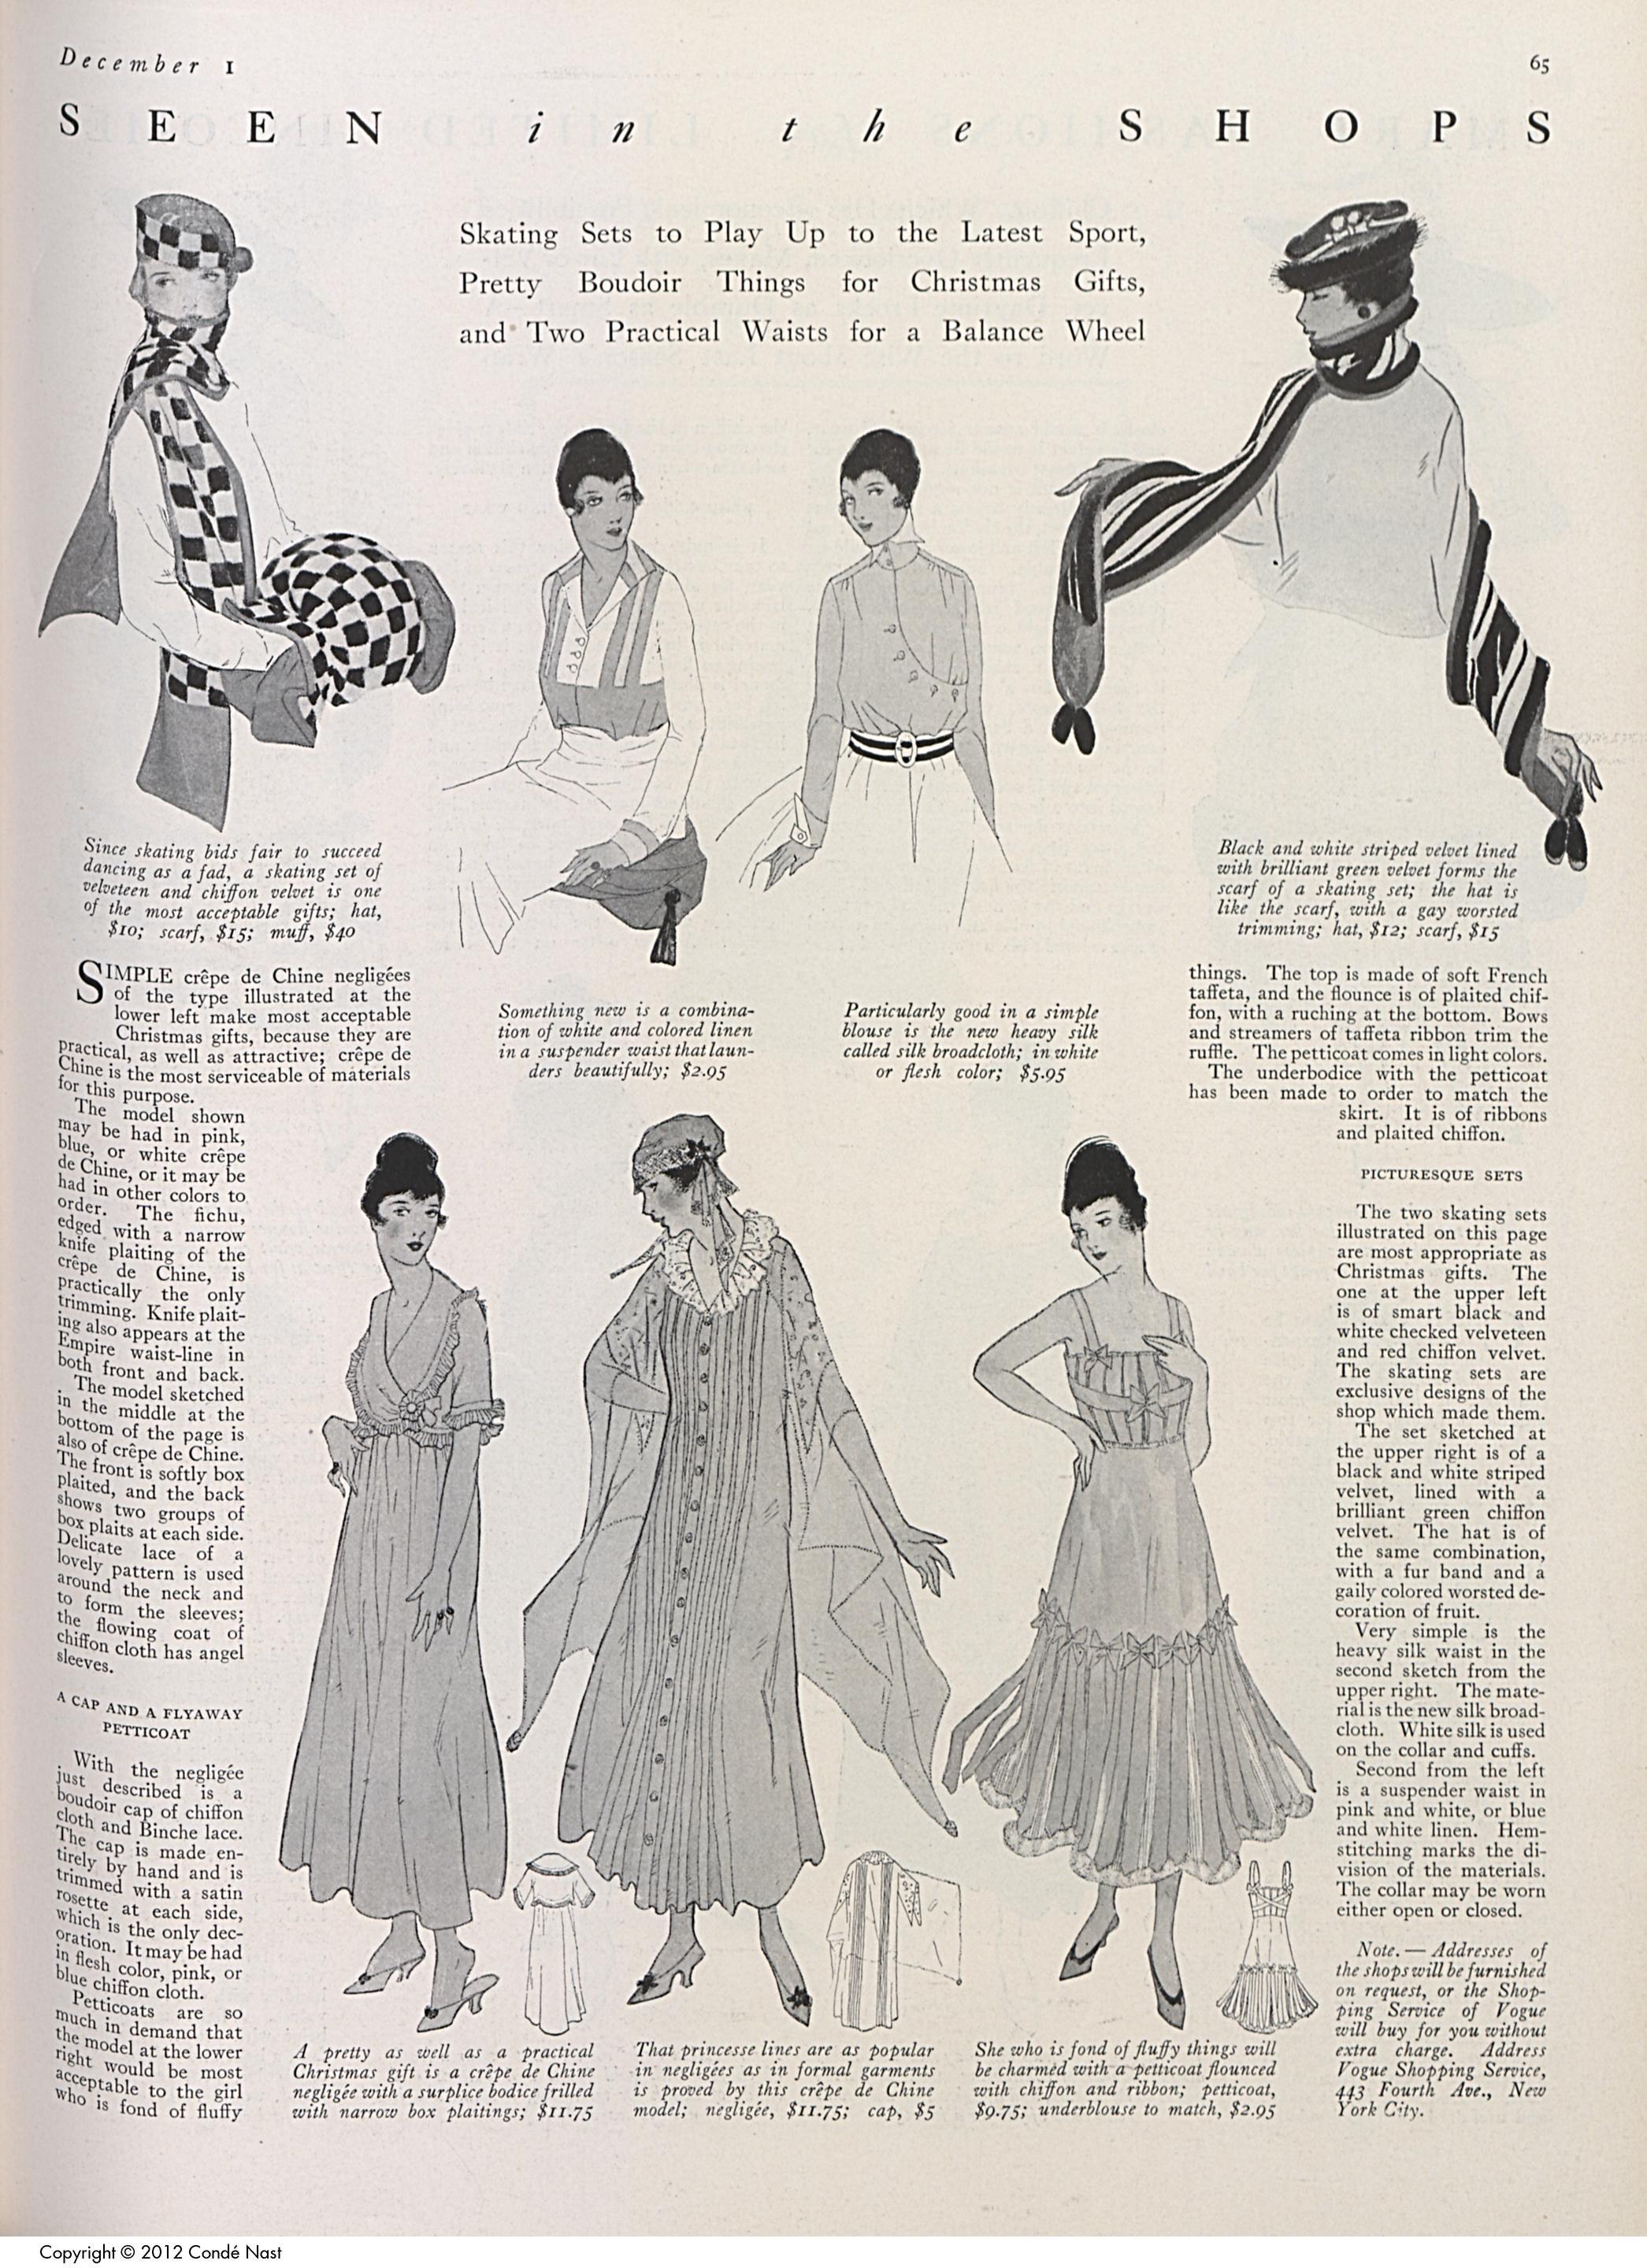 December 1
65
SEEN in the SHOPS
Skating Sets to Play Up to the Latest Sport,
Pretty Boudoir Things for Christmas Gifts,
and Two Practical Waists for a Balance Wheel
Since skating bids fair to succeed
dancing as a fad, a skating set of
velveteen and chiffon velvet is one
of the most acceptable gifts; hat,
$10; scarf, $15; muff, $40
Something new is a combina-
tion of white and colored linen
in a suspender waist that laun-
ders beautifully; $2.95
Particularly good in a simple
blouse is the new heavy silk
called silk broadcloth; in white
or flesh color; $5.95
Black and white striped velvet lined
with brilliant green velvet forms the
scarf of a skating set; the hat is
like the scarf, with a gay worsted
trimming; hat, $12; scarf, $15
SIMPLE crêpe de Chine negligées
of the type illustrated at the
lower left make most acceptable
Christmas gifts, because they are
practical, as well as attractive; crêpe de
Chine is the most serviceable of materials
for this purpose.
The model shown
may be had in pink,
blue, or white crêpe
de Chine, or it may be
had in other colors to
order. The fichu,
edged with a narrow
knife plaiting of the
crêpe de Chine, is
practically the only
trimming. Knife plait-
ing also appears at the
Empire waist-line in
both front and back.
The model sketched
in the middle at the
bottom of the page is
also of crêpe de Chine.
The front is softly box
plaited, and the back
shows two groups of
box plaits at each side.
Delicate lace of a
lovely pattern is used
around the neck and
to form the sleeves;
the flowing coat of
chiffon cloth has angel
sleeves.
A CAP AND A FLYAWAY
PETTICOAT
With the negligée
just described is a
boudoir cap of chiffon
cloth and Binche lace.
The cap is made en-
tirely by hand and is
trimmed with a satin
rosette at each side,
which is the only dec-
oration. It may be had
in flesh color, pink, or
blue chiffon cloth.
Petticoats are so
much in demand that
the model at the lower
right would be most
acceptable to the girl
who is fond of fluffy
things. The top is made of soft French
taffeta, and the flounce is of plaited chif-
fon, with a ruching at the bottom. Bows
and streamers of taffeta ribbon trim the
ruffle. The petticoat comes in light colors.
The underbodice with the petticoat
has been made to order to match the
skirt. It is of ribbons
and plaited chiffon.
PICTURESQUE SETS
The two skating sets
illustrated on this page
are most appropriate as
Christmas gifts. The
one at the upper left
is of smart black and
white checked velveteen
and red chiffon velvet.
The skating sets are
exclusive designs of the
shop which made them.
The set sketched at
the upper right is of a
black and white striped
velvet, lined with a
brilliant green chiffon
velvet. The hat is of
the same combination,
with a fur band and a
gaily colored worsted de-
coration of fruit.
Very simple is the
heavy silk waist in the
second sketch from the
upper right. The mate-
rial is the new silk broad-
cloth. White silk is used
on the collar and cuffs.
Second from the left
is a suspender waist in
pink and white, or blue
and white linen. Hem-
stitching marks the di-
vision of the materials.
The collar may be worn
either open or closed.
Note.—Addresses of
the shops will be furnished
on request, or the Shop-
ping Service of Vogue
will buy for you without
extra charge. Address
Vogue Shopping Service,
443 Fourth Ave., New
York City.
A pretty as well as a practical
Christmas gift is a crêpe de Chine
negligée with a surplice bodice frilled
with narrow box plaitings; $11.75
That princesse lines are as popular
in negligées as in formal garments
is proved by this crêpe de Chine
model; negligée, $11.75; cap, $5
She who is fond of fluffy things will
be charmed with a petticoat flounced
with chiffon and ribbon; petticoat,
$9.75; underblouse to match, $2.95
Copyright © 2012 Condé Nast